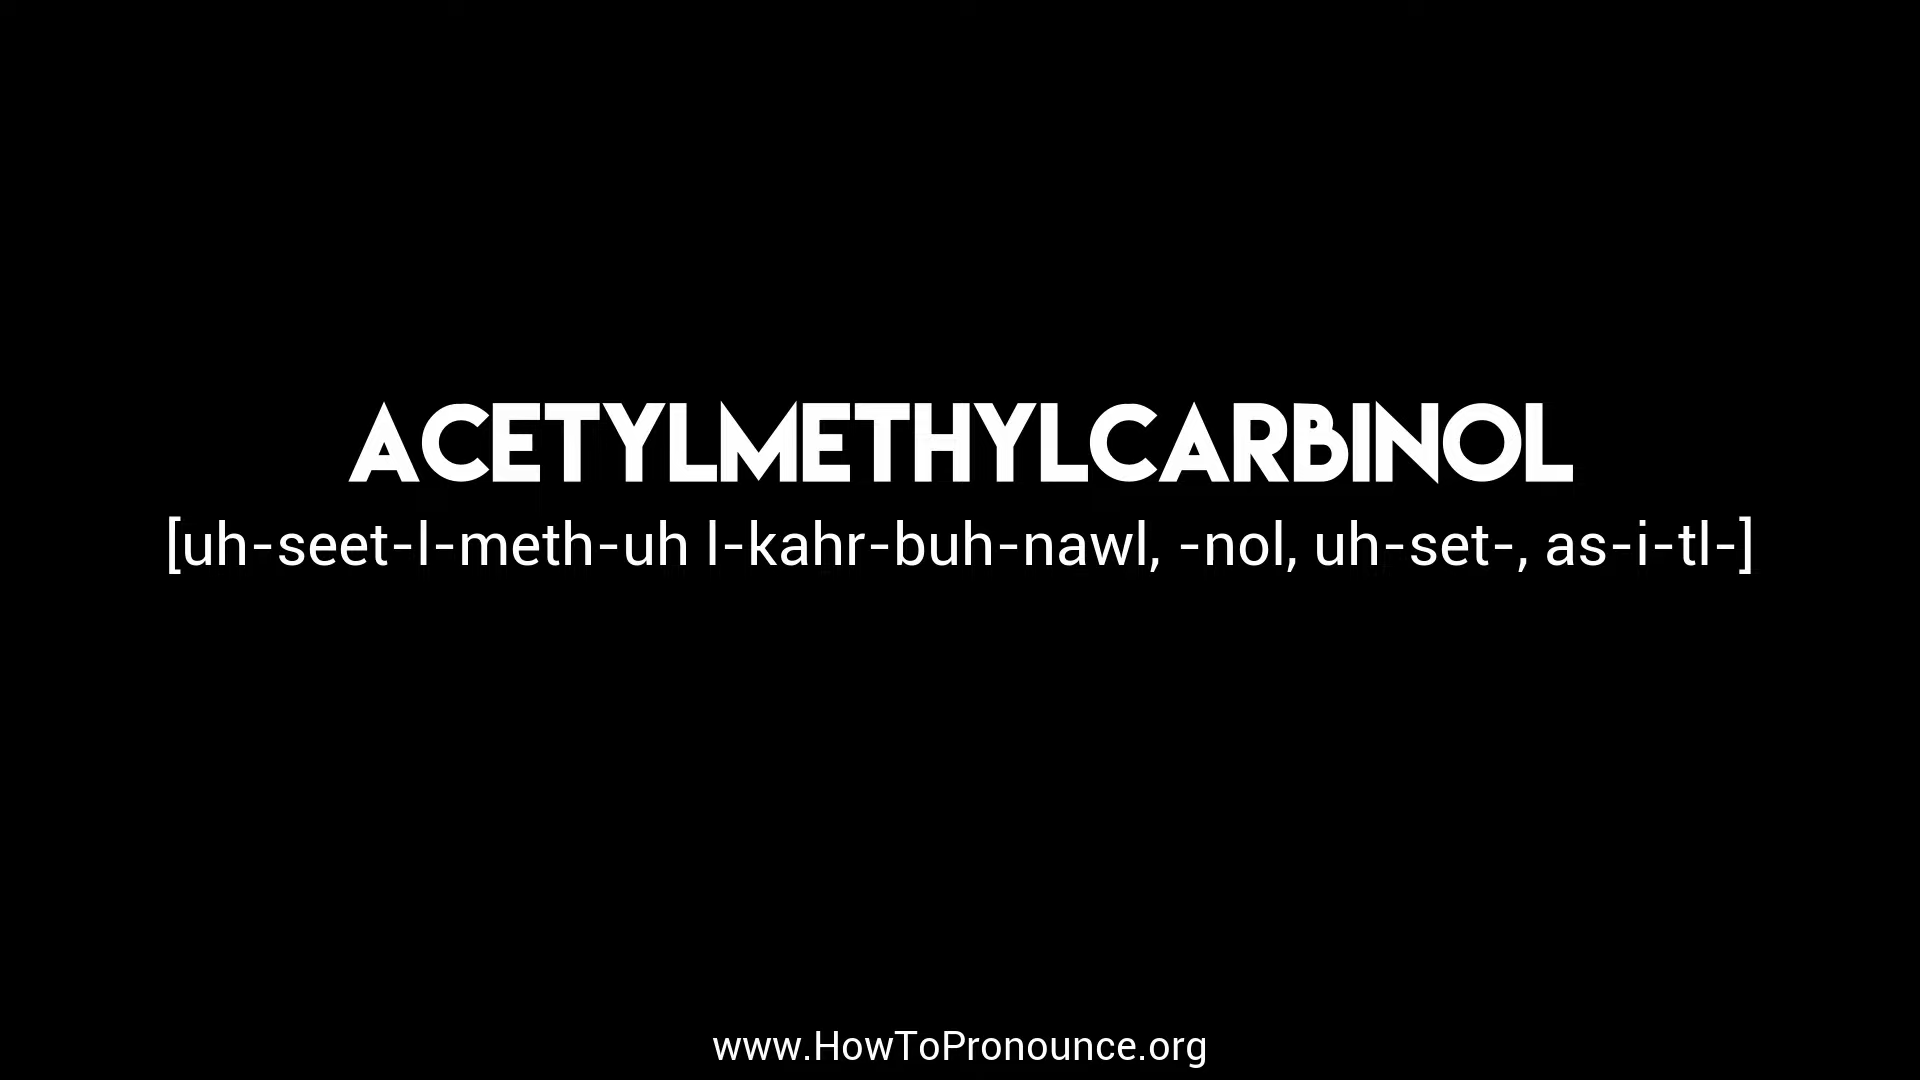 ACETYLMETHYLCARBINOL
[uh-seet-l-meth-uh l-kahr-buh-nawl, -nol, uh-set-, as-i-tl-]
www.HowToPronounce.org